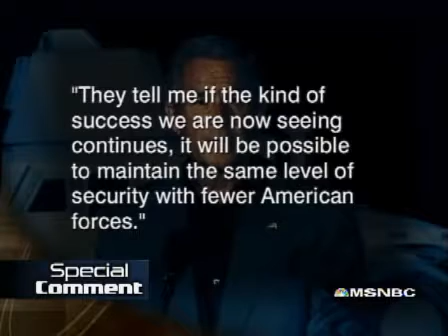 "They tell me if the kind of
success we are now seeing
continues, it will be possible
to maintain the same level of
security with fewer American
forces."
Special
Comment
MSNBC